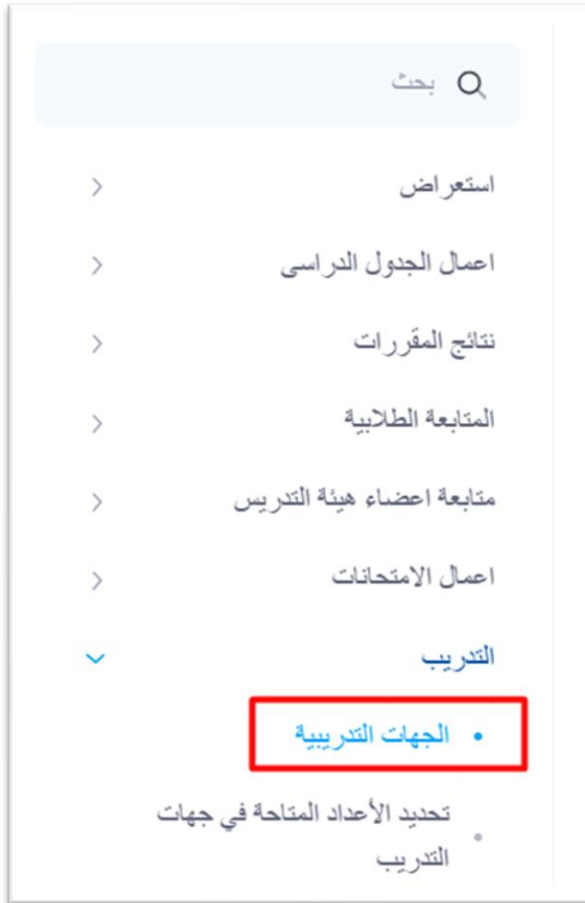 بحث
استعراض
اعمال الجدول الدراسى
نتائج المقررات
المتابعة الطلابية
متابعة اعضاء هيئة التدريس
اعمال الامتحانات
التدريب
الجهات التدريبية
تحديد الأعداد المتاحة في جهات
التدريب